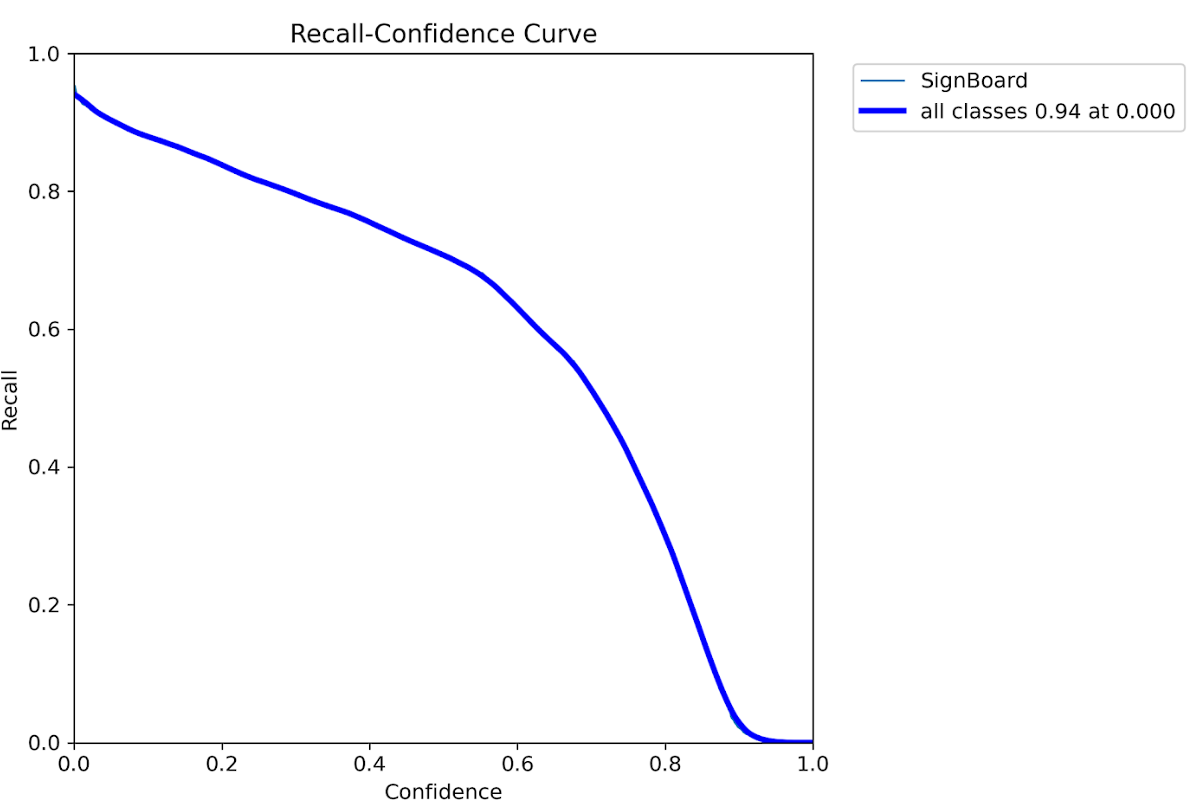 Recall-Confidence Curve
1.0
0.8
0.6
0.4
0.2
0.0
Recall
0.0 0.2 0.4 0.6 0.8 1.0
Confidence
SignBoard
all classes 0.94 at 0.000